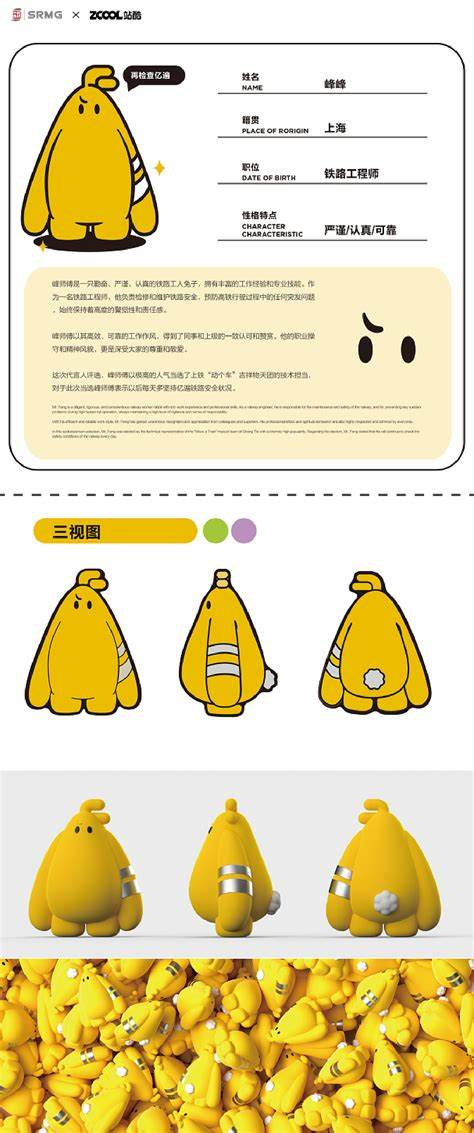 SRMG × ZCOOL站酷
再检查亿遍
姓名 峰峰
NAME
籍贯 上海
PLACE OF RORIGIN
职位 铁路工程师
DATE OF BIRTH
性格特点 严谨/认真/可靠
CHARACTER
CHARACTERISTIC
峰师傅是一只勤奋、严谨、认真的铁路工人兔子，拥有丰富的工作经验和专业技能。作
为一名铁路工程师，他负责检修和维护铁路安全，预防高铁行驶过程中的任何突发问题
，始终保持着高度的警觉性和责任感。
峰师傅以其高效、可靠的工作作风，得到了同事和上级的一致认可和赞赏。他的职业操
守和精神风貌，更是深受大家的尊重和敬爱。
这次代言人评选，峰师傅以极高的人气当选了上铁“动个车”吉祥物天团的技术担当，
对于此次当选峰师傅表示以后每天多坚持亿遍铁路安全状况。
三视图